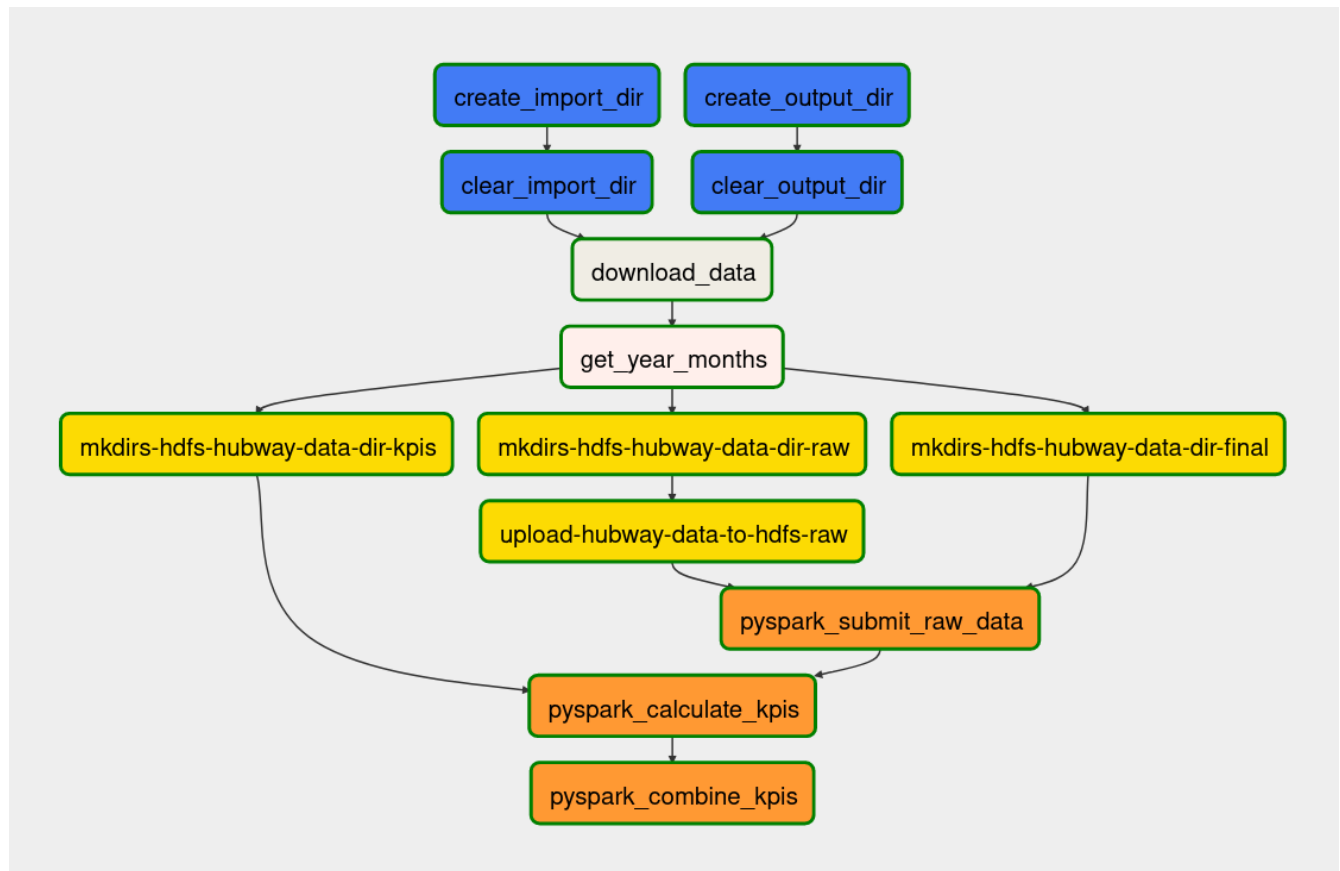 create_import_dir
create_output_dir
clear_import_dir
clear_output_dir
download_data
get_year_months
mkdirs-hdfs-hubway-data-dir-kpis
mkdirs-hdfs-hubway-data-dir-raw
mkdirs-hdfs-hubway-data-dir-final
upload-hubway-data-to-hdfs-raw
pyspark_submit_raw_data
pyspark_calculate_kpis
pyspark_combine_kpis